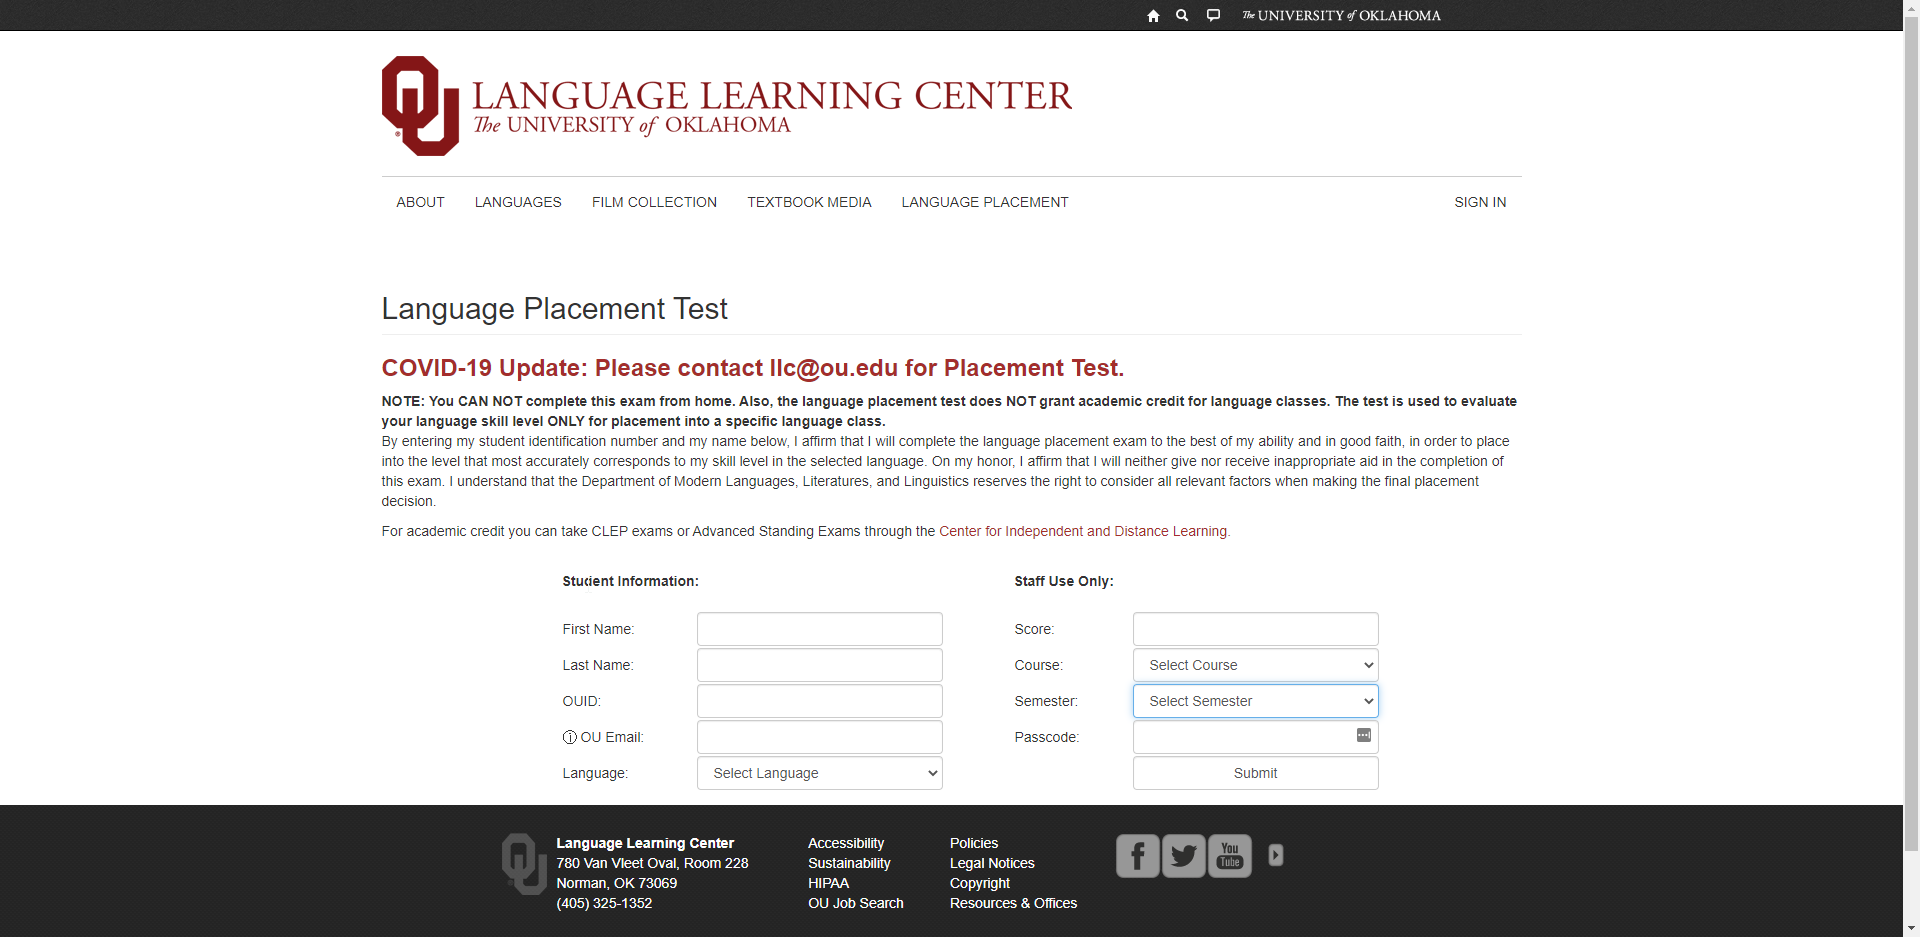 The UNIVERSITY of OKLAHOMA
LANGUAGE LEARNING CENTER
The UNIVERSITY of OKLAHOMA
ABOUT LANGUAGES FILM COLLECTION TEXTBOOK MEDIA LANGUAGE PLACEMENT SIGN IN
Language Placement Test
COVID-19 Update: Please contact llc@ou.edu for Placement Test.
NOTE: You CAN NOT complete this exam from home. Also, the language placement test does NOT grant academic credit for language classes. The test is used to evaluate
your language skill level ONLY for placement into a specific language class.
By entering my student identification number and my name below, I affirm that I will complete the language placement exam to the best of my ability and in good faith, in order to place
into the level that most accurately corresponds to my skill level in the selected language. On my honor, I affirm that I will neither give nor receive inappropriate aid in the completion of
this exam. I understand that the Department of Modern Languages, Literatures, and Linguistics reserves the right to consider all relevant factors when making the final placement
decision.
For academic credit you can take CLEP exams or Advanced Standing Exams through the Center for Independent and Distance Learning.
Student Information:
First Name:
Last Name:
OUID:
OU Email:
Language: Select Language
Staff Use Only:
Score:
Course: Select Course
Semester: Select Semester
Passcode:
Submit
Language Learning Center
780 Van Vleet Oval, Room 228
Norman, OK 73069
(405) 325-1352
Accessibility
Sustainability
HIPAA
OU Job Search
Policies
Legal Notices
Copyright
Resources & Offices
You
Tube